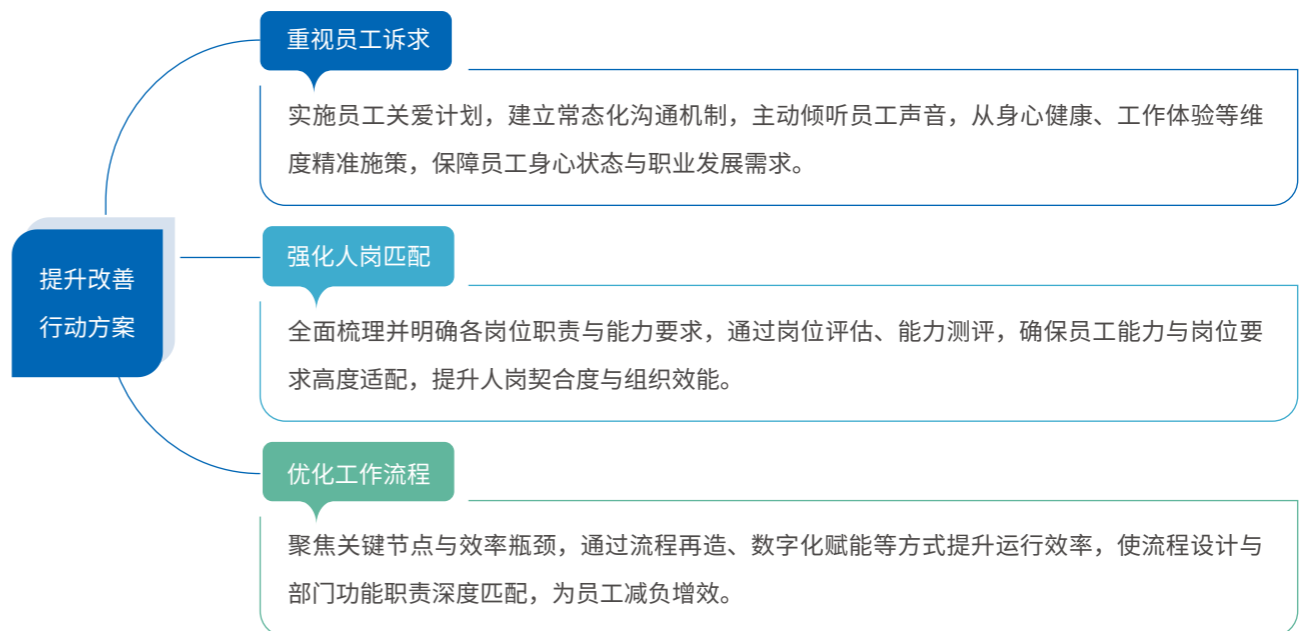 重视员工诉求
实施员工关爱计划，建立常态化沟通机制，主动倾听员工声音，从身心健康、工作体验等维
度精准施策，保障员工身心状态与职业发展需求。
提升改善
行动方案
强化人岗匹配
全面梳理并明确各岗位职责与能力要求，通过岗位评估、能力测评，确保员工能力与岗位要
求高度适配，提升人岗契合度与组织效能。
优化工作流程
聚焦关键节点与效率瓶颈，通过流程再造、数字化赋能等方式提升运行效率，使流程设计与
部门功能职责深度匹配，为员工减负增效。